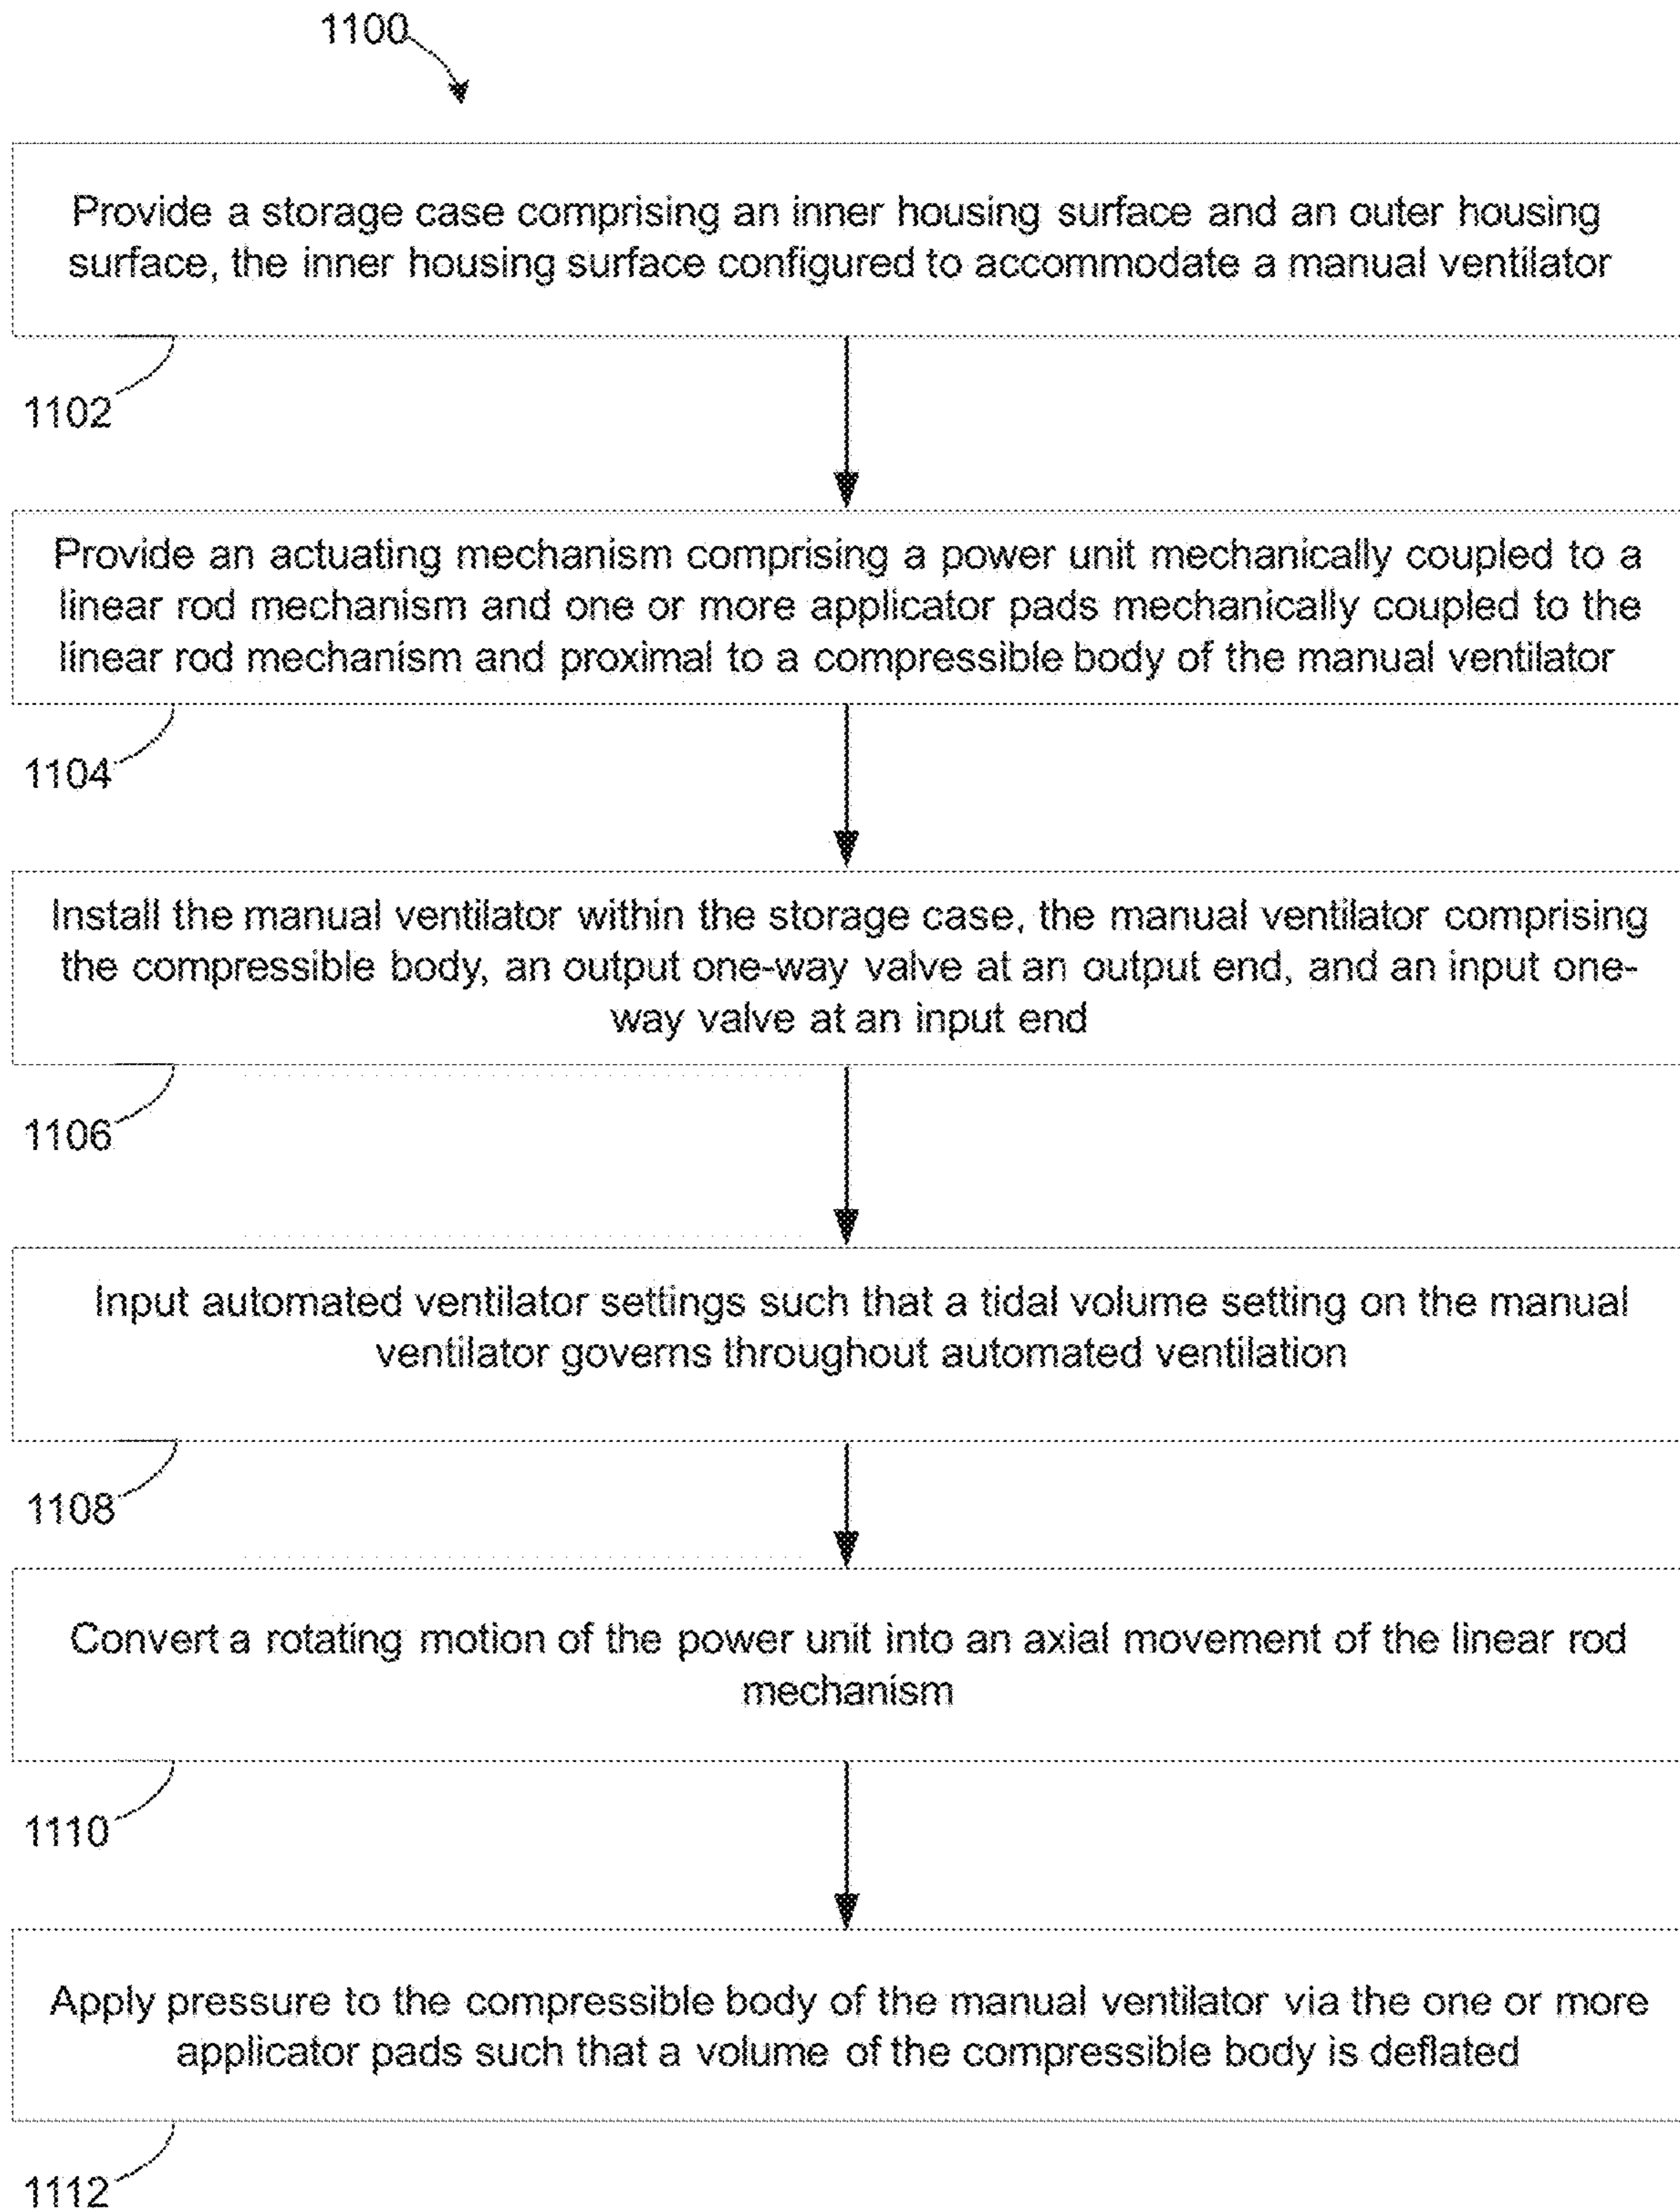 1100
Provide a storage case comprising an inner housing surface and an outer housing
surface, the inner housing surface configured to accommodate a manual ventilator
1102
Provide an actuating mechanism comprising a power unit mechanically coupled to a
linear rod mechanism and one or more applicator pads mechanically coupled to the
linear rod mechanism and proximal to a compressible body of the manual ventilator
1104
Install the manual ventilator within the storage case, the manual ventilator comprising
the compressible body, an output one-way valve at an output end, and an input one-
way valve at an input end
1106
Input automated ventilator settings such that a tidal volume setting on the manual
ventilator governs throughout automated ventilation
1108
Convert a rotating motion of the power unit into an axial movement of the linear rod
mechanism
1110
Apply pressure to the compressible body of the manual ventilator via the one or more
applicator pads such that a volume of the compressible body is deflated
1112